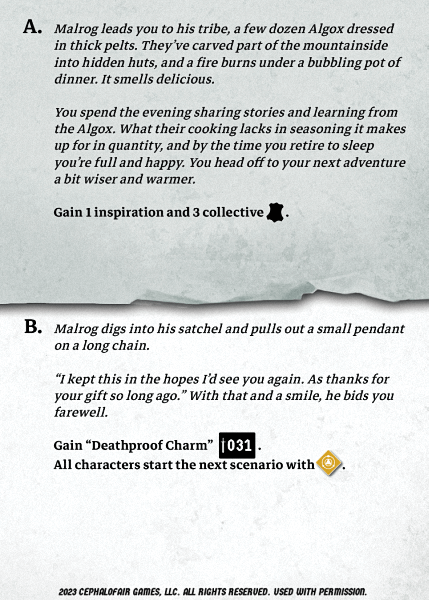 A. Malrog leads you to his tribe, a few dozen Algox dressed
in thick pelts. They've carved part of the mountainside
into hidden huts, and a fire burns under a bubbling pot of
dinner. It smells delicious.
You spend the evening sharing stories and learning from
the Algox. What their cooking lacks in seasoning it makes
up for in quantity, and by the time you retire to sleep
you're full and happy. You head off to your next adventure
a bit wiser and warmer.
Gain 1 inspiration and 3 collective .
B. Malrog digs into his satchel and pulls out a small pendant
on a long chain.
“I kept this in the hopes I'd see you again. As thanks for
your gift so long ago.” With that and a smile, he bids you
farewell.
Gain “Deathproof Charm” 031 .
All characters start the next scenario with .
2023 CEPHALOFAIR GAMES, LLC. ALL RIGHTS RESERVED. USED WITH PERMISSION.